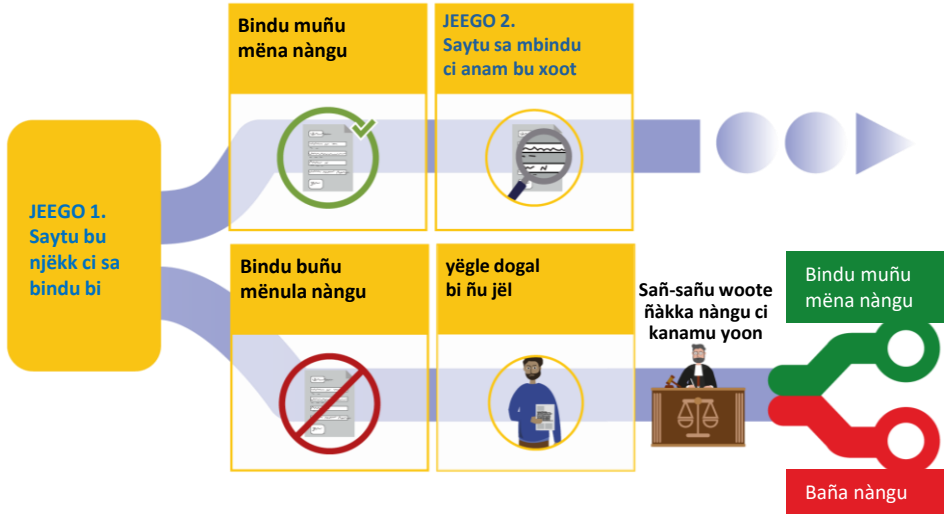 JEEGO 1.
Saytu bu
njëkk ci sa
bindu bi
Bindu muñu
mëna nàngu
JEEGO 2.
Saytu sa mbindu
ci anam bu xoot
Bindu buñu
mënula nàngu
yëgle dogal
bi ñu jël
Sañ-sañu woote
ñàkka nàngu ci
kanamu yoon
Bindu muñu
mëna nàngu
Baña nàngu